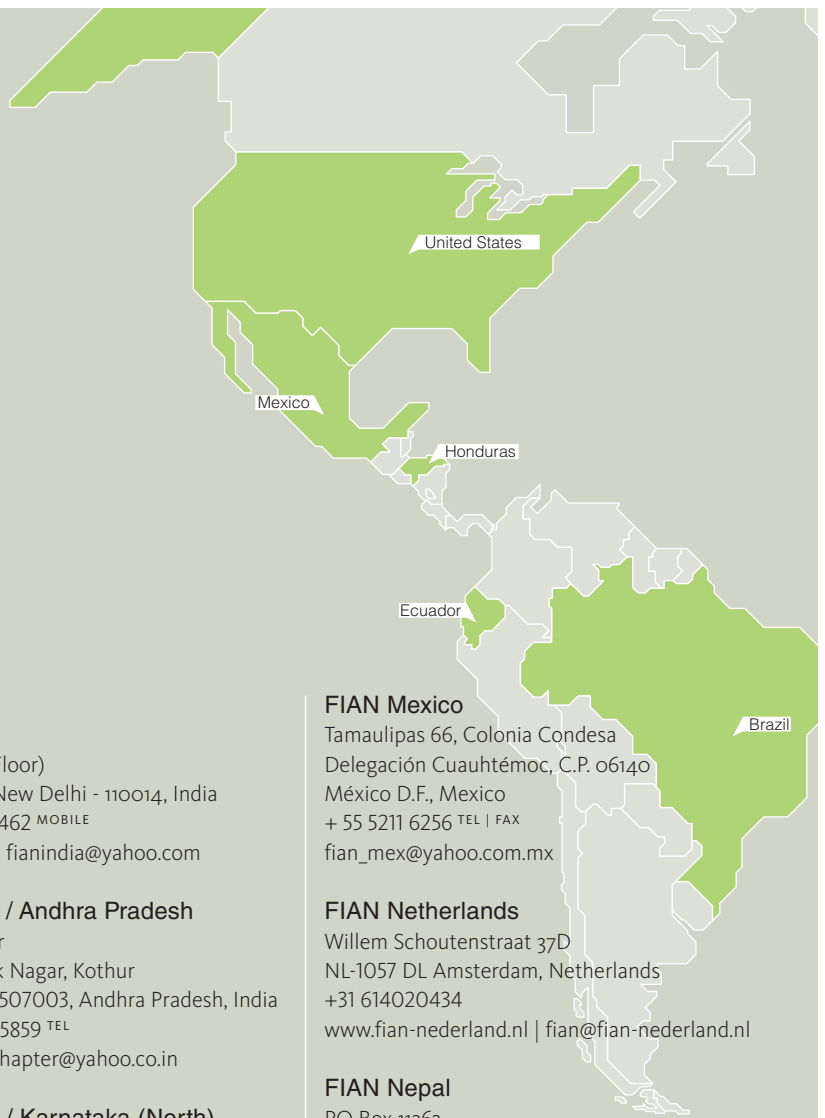 United States
Mexico
Honduras
Ecuador
Brazil
Floor)
New Delhi - 110014, India
462 MOBILE
fianindia@yahoo.com
/ Andhra Pradesh
Nagar, Kothur
507003, Andhra Pradesh, India
5859 TEL
hapter@yahoo.co.in
/ Karnataka (North)
FIAN Mexico
Tamaulipas 66, Colonia Condesa
Delegación Cuauhtémoc, C.P. 06140
México D.F., Mexico
+ 55 5211 6256 TEL | FAX
fian_mex@yahoo.com.mx
FIAN Netherlands
Willem Schoutenstraat 37D
NL-1057 DL Amsterdam, Netherlands
+31 614020434
www.fian-nederland.nl | fian@fian-nederland.nl
FIAN Nepal
PO Box 11363